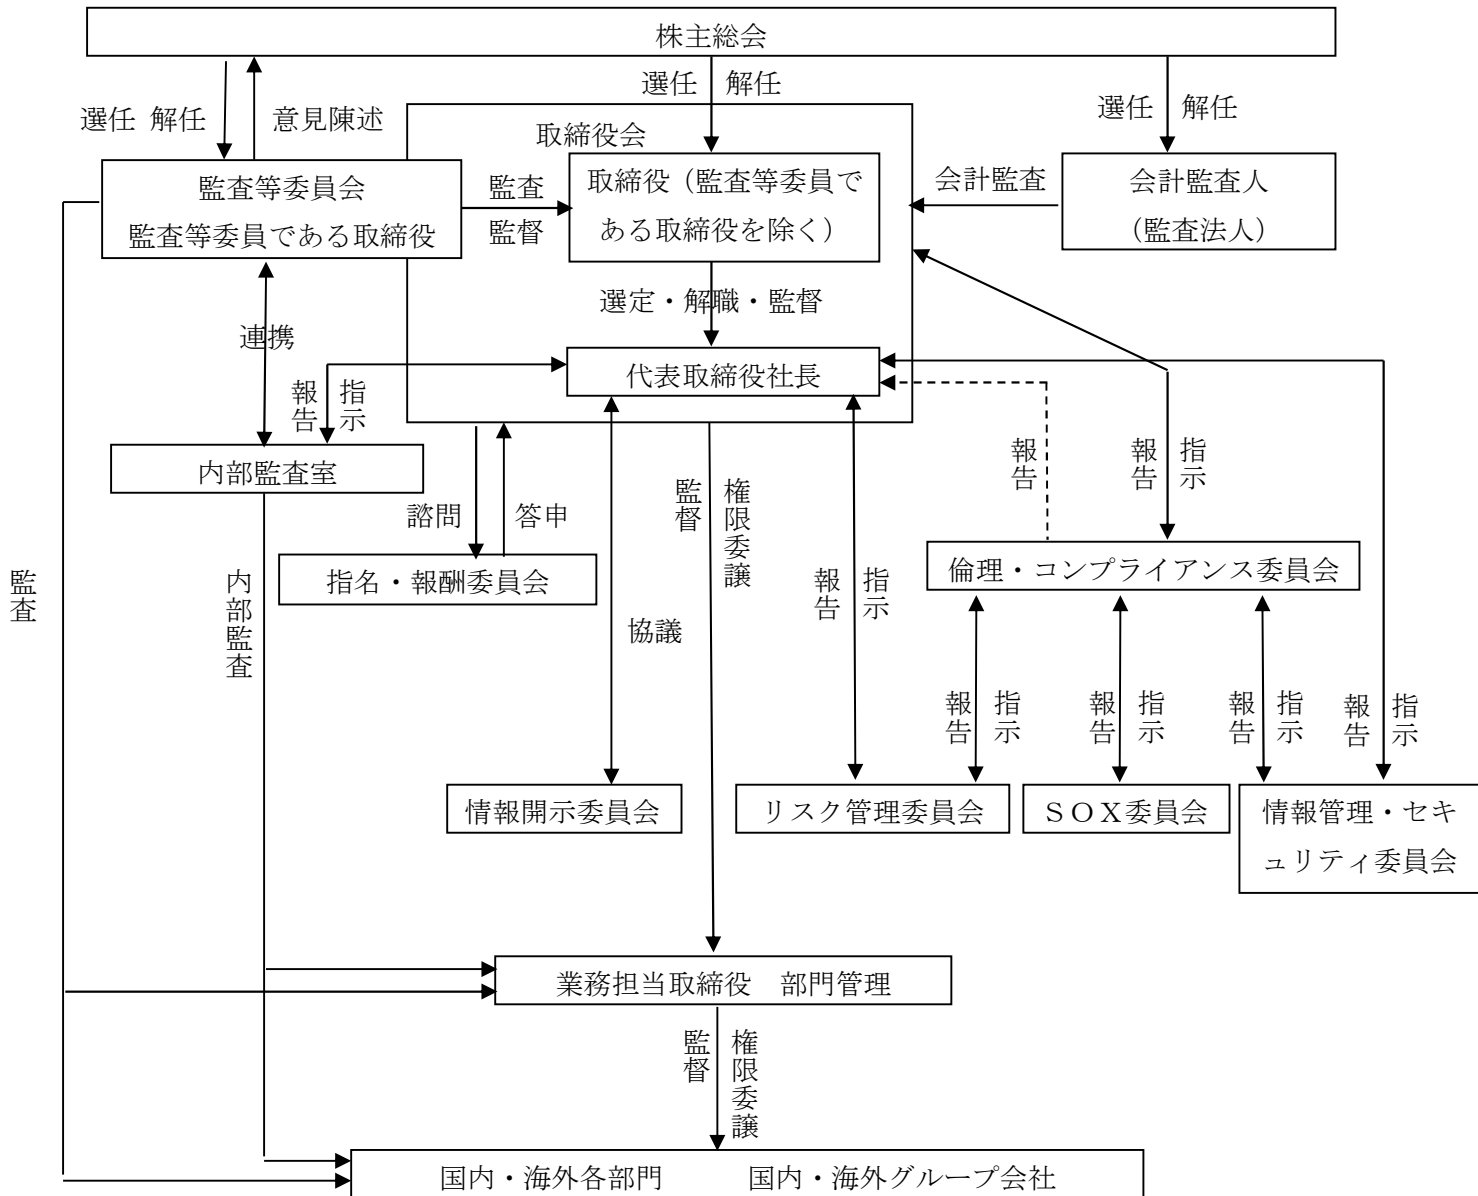 株主総会
選任 解任
意見陳述
選任 解任
選任 解任
取締役会
監査等委員会
監査等委員である取締役
監査
監督
取締役（監査等委員で
ある取締役を除く）
会計監査
会計監査人
（監査法人）
選定・解職・監督
連携
代表取締役社長
報告
指示
内部監査室
諮問
答申
監督
権限委譲
報告
報告
指示
指名・報酬委員会
倫理・コンプライアンス委員会
監査
内部監査
協議
報告
指示
報告
指示
報告
指示
報告
指示
報告
指示
情報開示委員会
リスク管理委員会
ＳＯＸ委員会
情報管理・セキ
ュリティ委員会
業務担当取締役　部門管理
監督
権限委譲
国内・海外各部門　　　国内・海外グループ会社